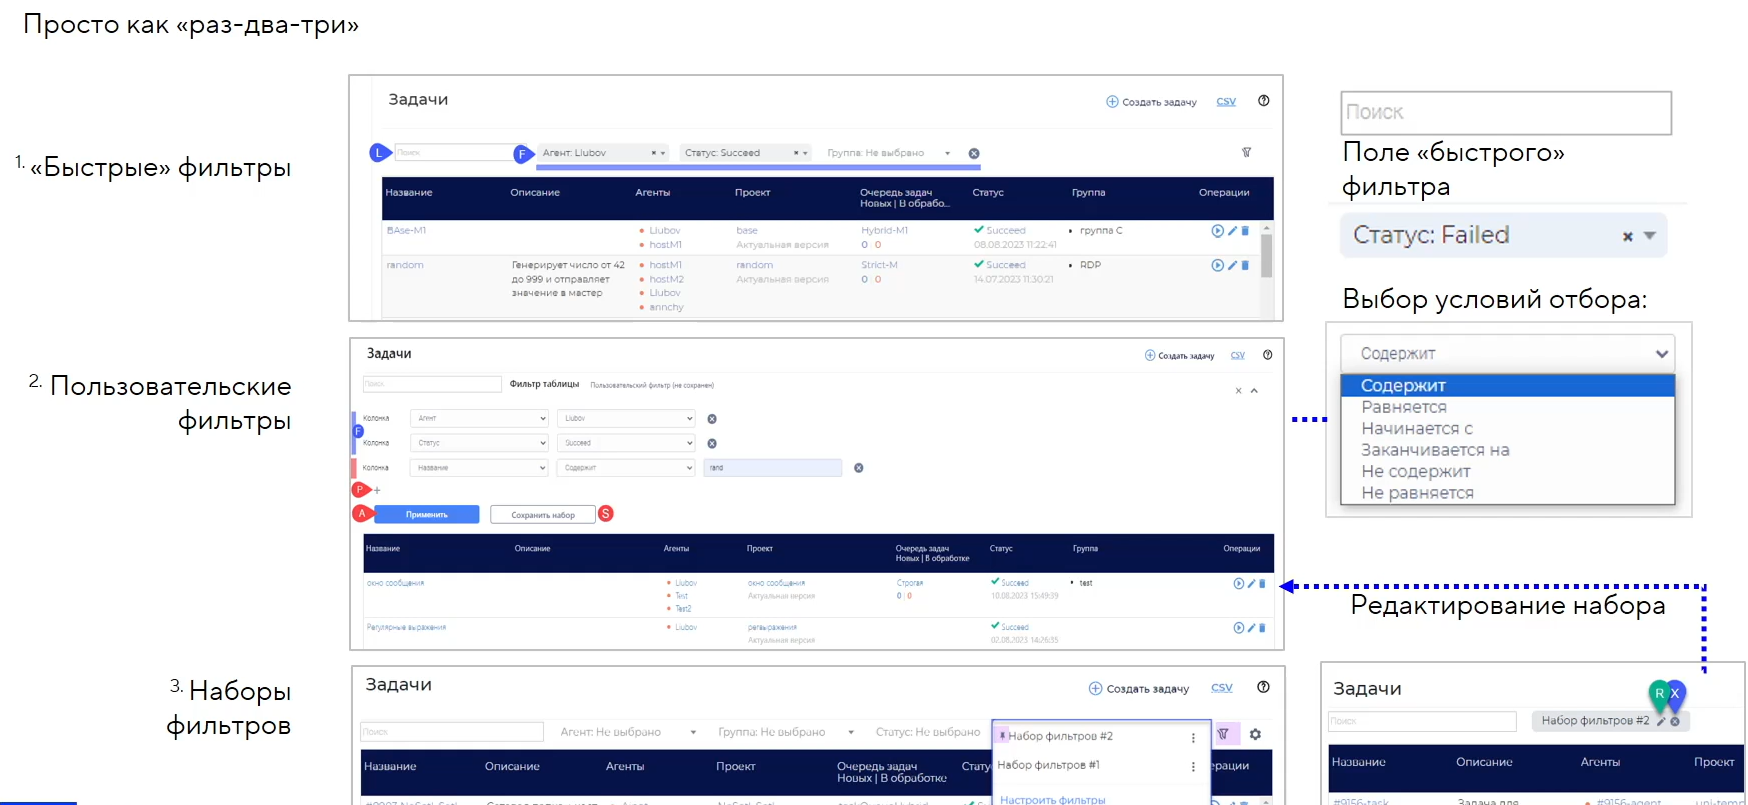 Просто как «раз-два-три»
1. «Быстрые» фильтры
Задачи
Создать задачу CSV
L Поиск F Агент: Liubov Статус: Succeed Группа: Не выбрано
Название Описание Агенты Проект Очередь задач Статус Группа Операции
Новых | В обрабо...
BAse-M1 Liubov base Hybrid-M1 Succeed группа С
hostM1 Актуальная версия 0 0 08.08.2023 11:22:41
random Генерирует число от 42 hostM1 random Strict-M Succeed RDP
до 999 и отправляет hostM2 Актуальная версия 0 0 14.07.2023 11:30:21
значение в мастер Liubov
annchy
Поиск
Поле «быстрого»
фильтра
Статус: Failed
Выбор условий отбора:
Содержит
Содержит
Равняется
Начинается с
Заканчивается на
Не содержит
Не равняется
2. Пользовательские
фильтры
Задачи
Создать задачу CSV
Поиск Фильтр таблицы Пользовательский фильтр (не сохранен)
Колонка Агент Liubov
F
Колонка Статус Succeed
Колонка Название Содержит rand
P +
A Применить Сохранить набор S
Название Описание Агенты Проект Очередь задач Статус Группа Операции
Новых | В обработке
окно сообщения Liubov окно сообщения Строгая Succeed test
Test Актуальная версия 0 | 0 10.08.2023 15:49:39
Test2
Регулярные выражения Liubov регвыражения Succeed
Актуальная версия 02.08.2023 14:26:35
Редактирование набора
3. Наборы
фильтров
Задачи
Создать задачу CSV
Поиск Агент: Не выбрано Группа: Не выбрано Статус: Не выбрано
Набор фильтров #2
Набор фильтров #1
Настроить фильтры
Название Описание Агенты Проект Очередь задач Стату ерации
Новых | В обработке
Задачи
R X
Поиск Набор фильтров #2
Название Описание Агенты Проект
#9156-task Задача для #9156-agent uni-temp